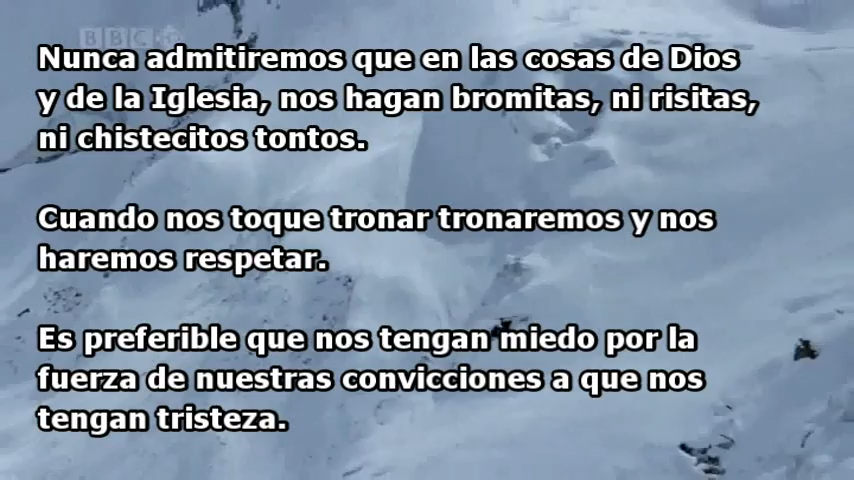 BBC
Nunca admitiremos que en las cosas de Dios
y de la Iglesia, nos hagan bromitas, ni risitas,
ni chistecitos tontos.
Cuando nos toque tronar tronaremos y nos
haremos respetar.
Es preferible que nos tengan miedo por la
fuerza de nuestras convicciones a que nos
tengan tristeza.